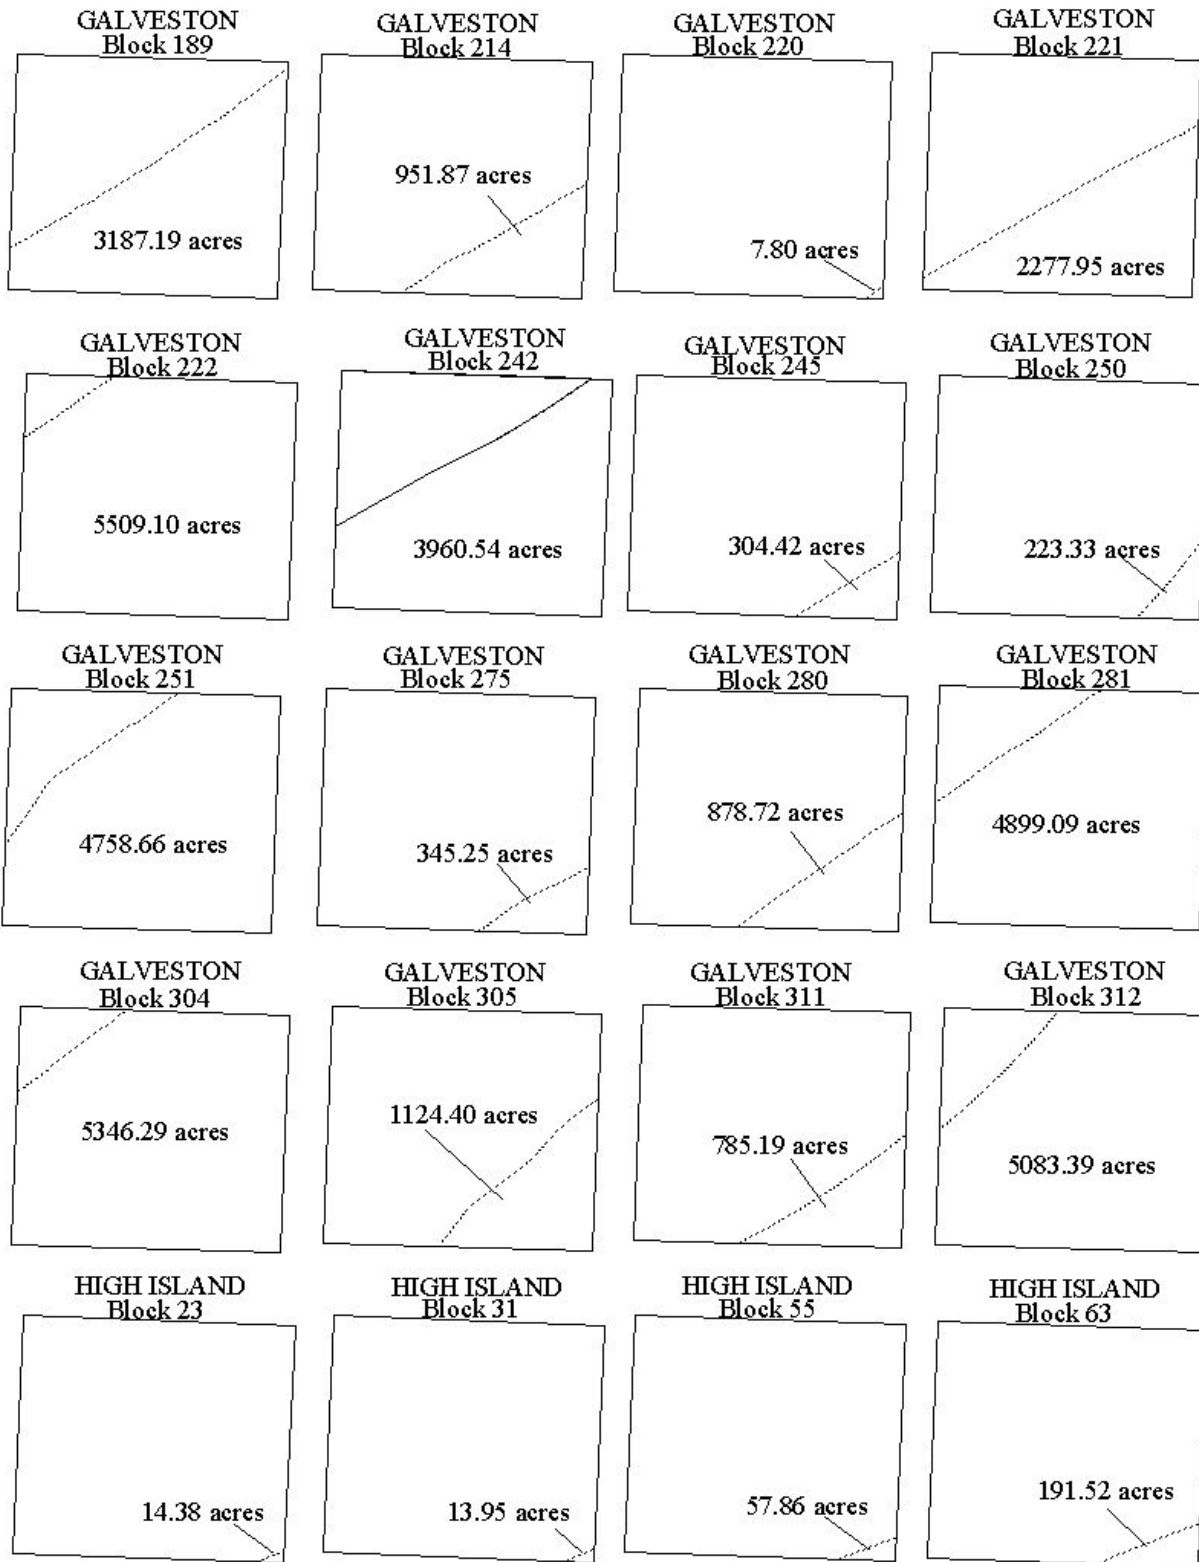 GALVESTON
Block 189
3187.19 acres
GALVESTON
Block 214
951.87 acres
GALVESTON
Block 220
7.80 acres
GALVESTON
Block 221
2277.95 acres
GALVESTON
Block 222
5509.10 acres
GALVESTON
Block 242
3960.54 acres
GALVESTON
Block 245
304.42 acres
GALVESTON
Block 250
223.33 acres
GALVESTON
Block 251
4758.66 acres
GALVESTON
Block 275
345.25 acres
GALVESTON
Block 280
878.72 acres
GALVESTON
Block 281
4899.09 acres
GALVESTON
Block 304
5346.29 acres
GALVESTON
Block 305
1124.40 acres
GALVESTON
Block 311
785.19 acres
GALVESTON
Block 312
5083.39 acres
HIGH ISLAND
Block 23
14.38 acres
HIGH ISLAND
Block 31
13.95 acres
HIGH ISLAND
Block 55
57.86 acres
HIGH ISLAND
Block 63
191.52 acres